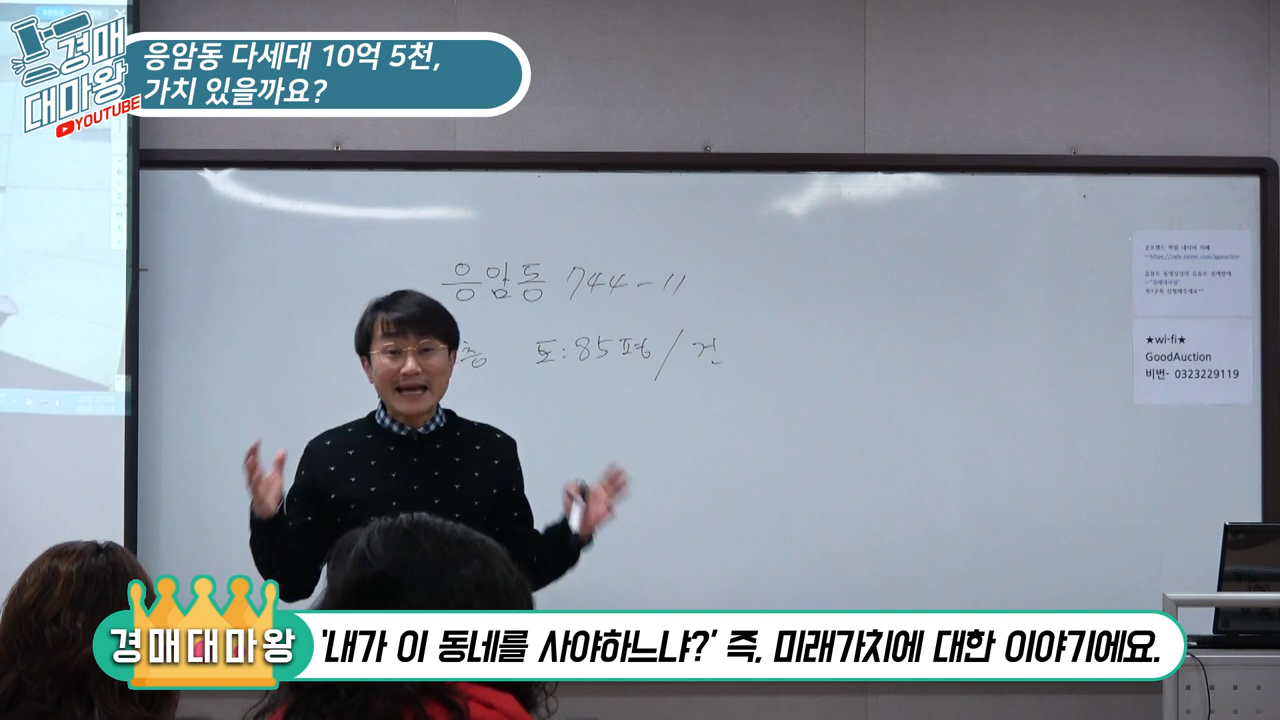 경매
대마왕
YOUTUBE
응암동 다세대 10억 5천,
가치 있을까요?
응암동 744-11
층 토:85평/건
★wi-fi★
GoodAuction
비번- 0323229119
경매대마왕
'내가 이 동네를 사야하느냐?' 즉, 미래가치에 대한 이야기에요.